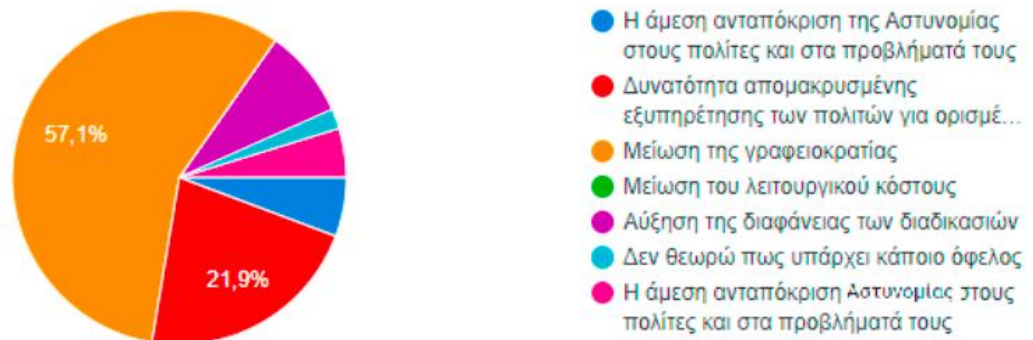 57,1%
21,9%
Η άμεση ανταπόκριση της Αστυνομίας
στους πολίτες και στα προβλήματά τους
Δυνατότητα απομακρυσμένης
εξυπηρέτησης των πολιτών για ορισμέ...
Μείωση της γραφειοκρατίας
Μείωση του λειτουργικού κόστους
Αύξηση της διαφάνειας των διαδικασιών
Δεν θεωρώ πως υπάρχει κάποιο όφελος
Η άμεση ανταπόκριση Αστυνομίας στους
πολίτες και στα προβλήματά τους